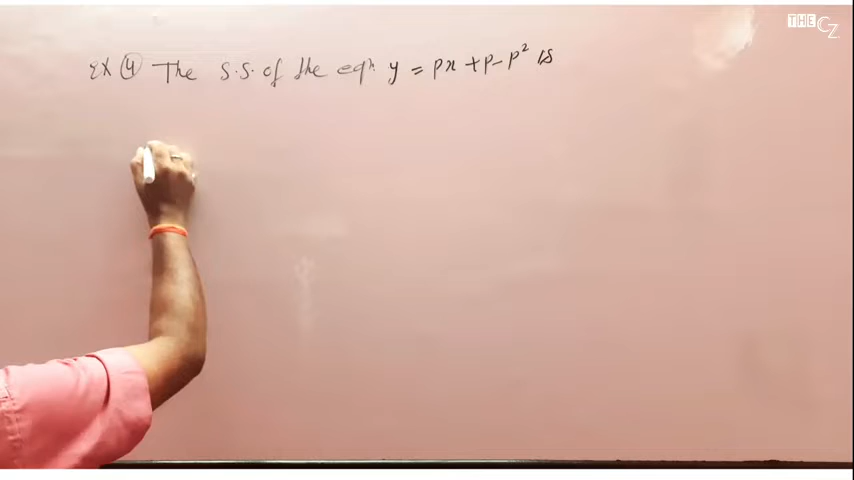 THE CZ
EX ④ The S.S. of the eqn. y = px + p - p² is